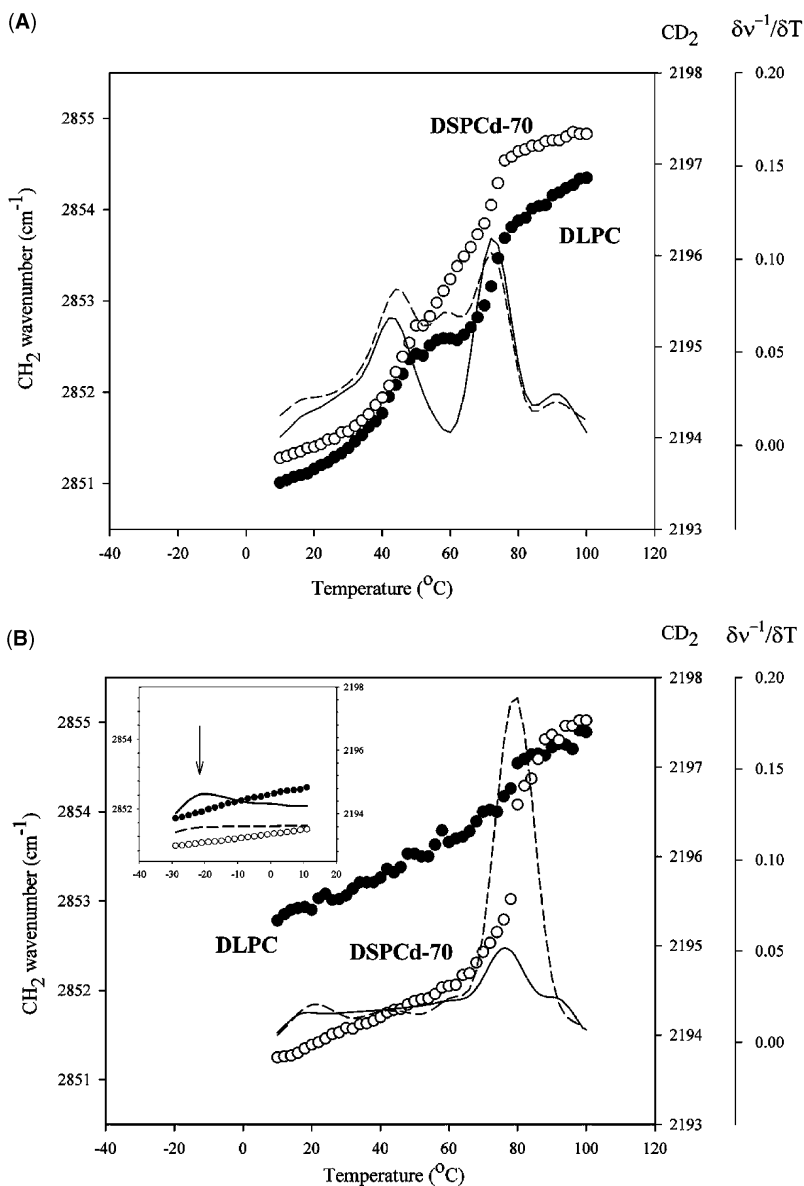 (A)
CD2 δν−1/δT
2198 0.20
2855
DSPCd-70
2197 0.15
2854
DLPC
2853
2196 0.10
CH2 wavenumber (cm-1)
2195 0.05
2852
2194 0.00
2851
2193
-40 -20 0 20 40 60 80 100 120
Temperature (oC)
(B)
CD2 δν−1/δT
2198 0.20
2198
2855
2854
2196
2197 0.15
2854
2852
2194
2196 0.10
-40 -30 -20 -10 0 10 20
2853
CH2 wavenumber (cm-1)
DLPC
DSPCd-70
2195 0.05
2852
2194 0.00
2851
2193
-40 -20 0 20 40 60 80 100 120
Temperature (oC)